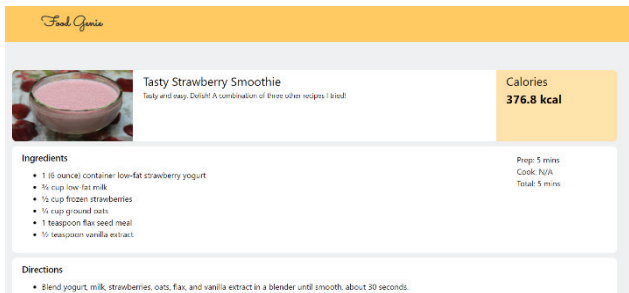 Food Genie
Tasty Strawberry Smoothie
Tasty and easy. Delish! A combination of three other recipes I tried!
Calories
376.8 kcal
Ingredients
• 1 (6 ounce) container low-fat strawberry yogurt
• ¾ cup low-fat milk
• ½ cup frozen strawberries
• ¼ cup ground oats
• 1 teaspoon flax seed meal
• ½ teaspoon vanilla extract
Prep: 5 mins
Cook: N/A
Total: 5 mins
Directions
• Blend yogurt, milk, strawberries, oats, flax, and vanilla extract in a blender until smooth, about 30 seconds.